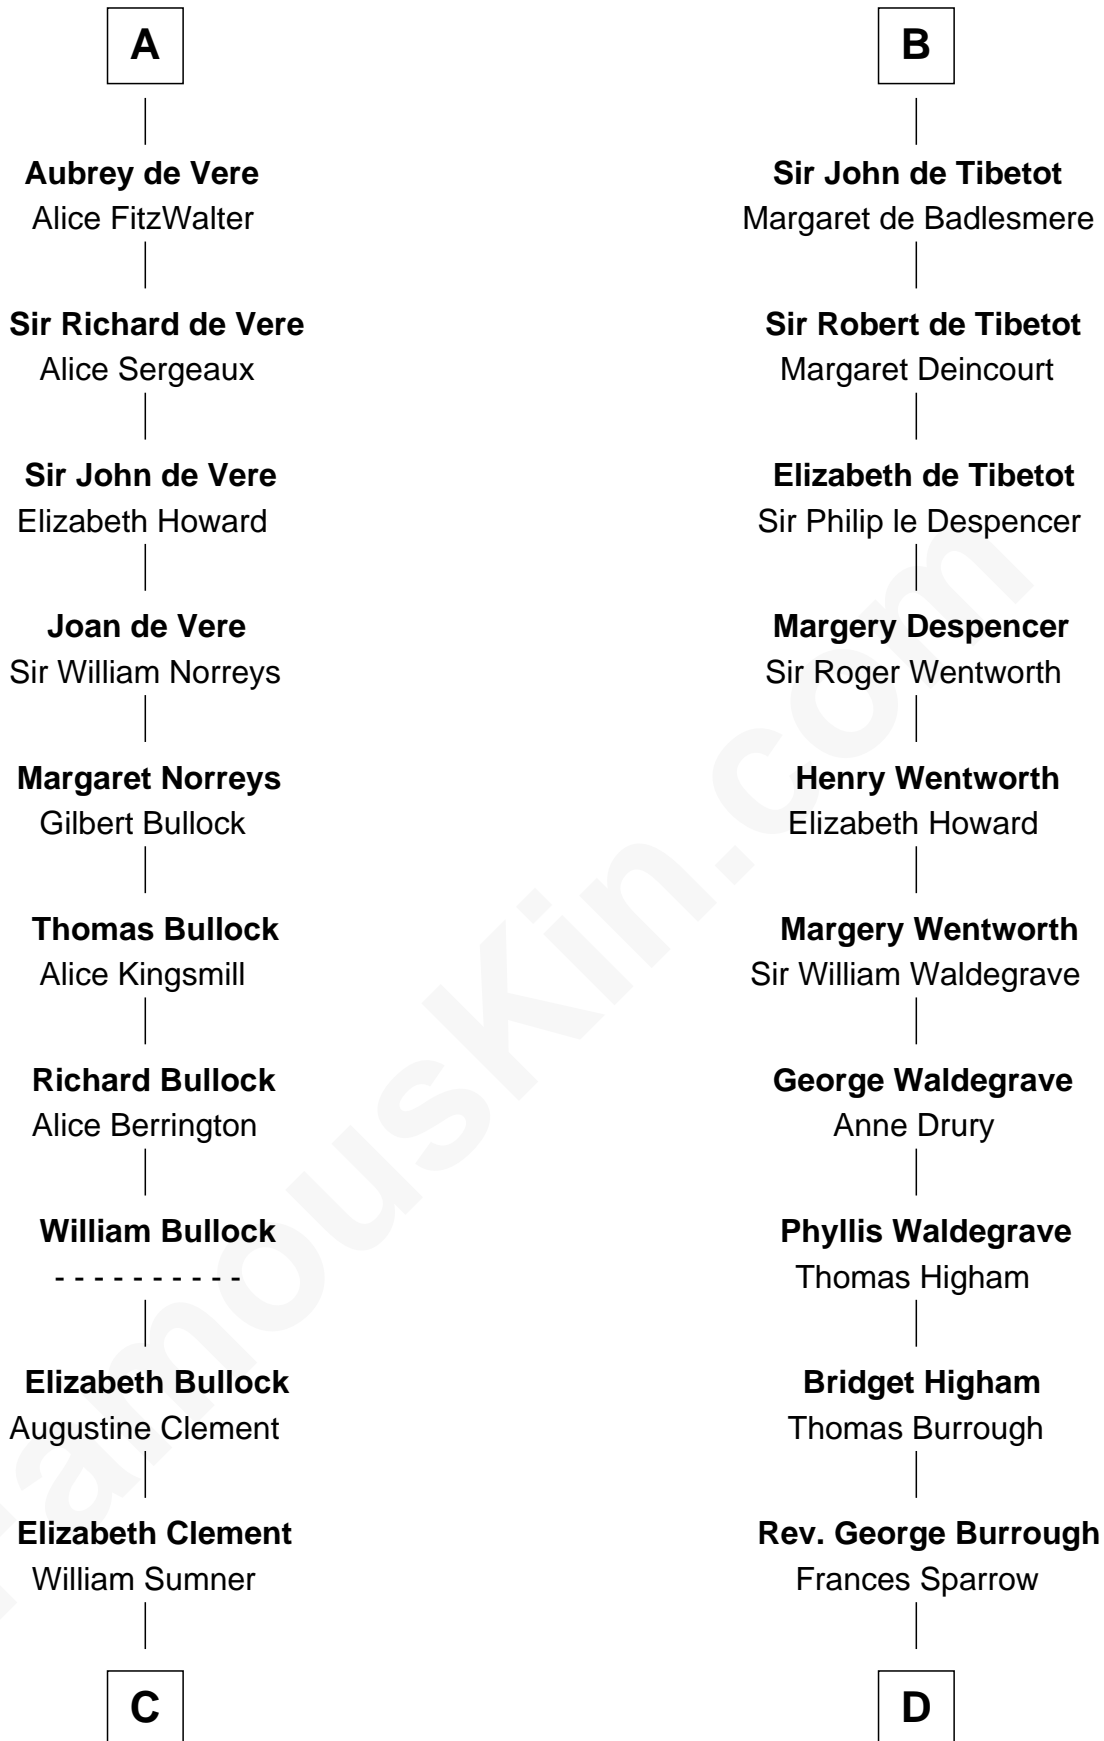 A
Aubrey de Vere
Alice FitzWalter
Sir Richard de Vere
Alice Sergeaux
Sir John de Vere
Elizabeth Howard
Joan de Vere
Sir William Norreys
Margaret Norreys
Gilbert Bullock
Thomas Bullock
Alice Kingsmill
Richard Bullock
Alice Berrington
William Bullock
- - - - - - - - - -
Elizabeth Bullock
Augustine Clement
Elizabeth Clement
William Sumner
C
B
Sir John de Tibetot
Margaret de Badlesmere
Sir Robert de Tibetot
Margaret Deincourt
Elizabeth de Tibetot
Sir Philip le Despencer
Margery Despencer
Sir Roger Wentworth
Henry Wentworth
Elizabeth Howard
Margery Wentworth
Sir William Waldegrave
George Waldegrave
Anne Drury
Phyllis Waldegrave
Thomas Higham
Bridget Higham
Thomas Burrough
Rev. George Burrough
Frances Sparrow
D
FamousKin.com